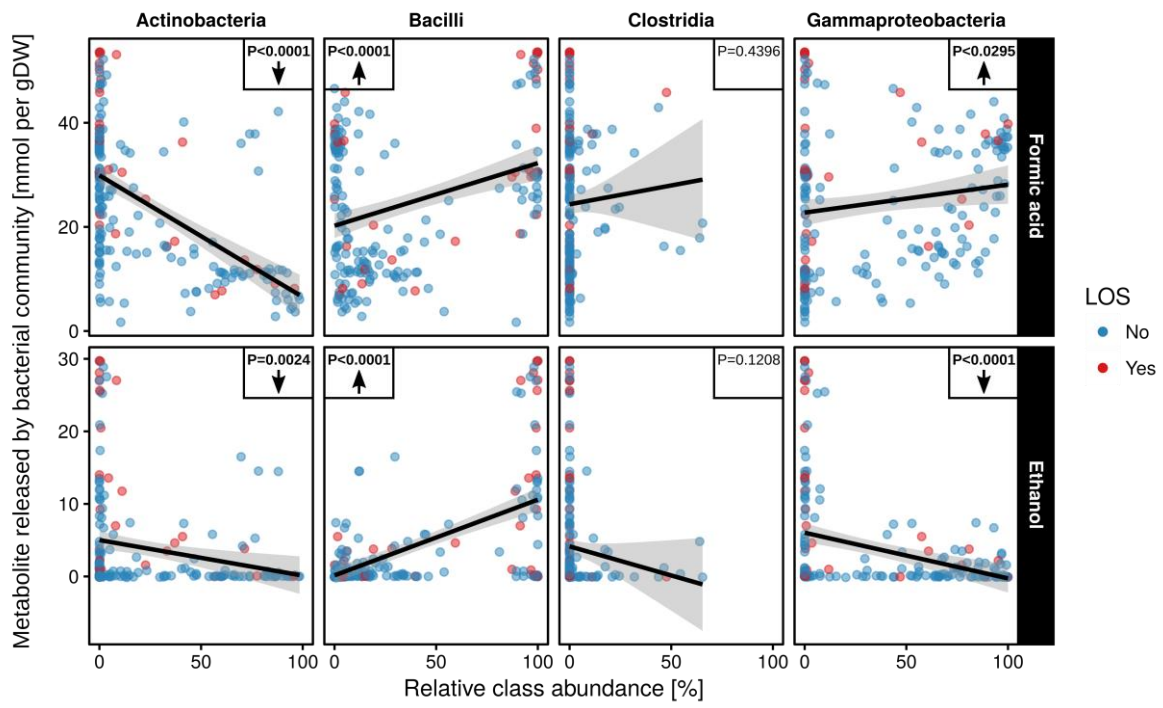 Actinobacteria Bacilli Clostridia Gammaproteobacteria
Metabolite released by bacterial community [mmol per gDW]
P<0.0001 P<0.0001 P=0.4396 P<0.0295
40
20
0
Formic acid
P=0.0024 P<0.0001 P=0.1208 P<0.0001
30
20
10
0
Ethanol
0 50 100 0 50 100 0 50 100 0 50 100
Relative class abundance [%]
LOS
No
Yes